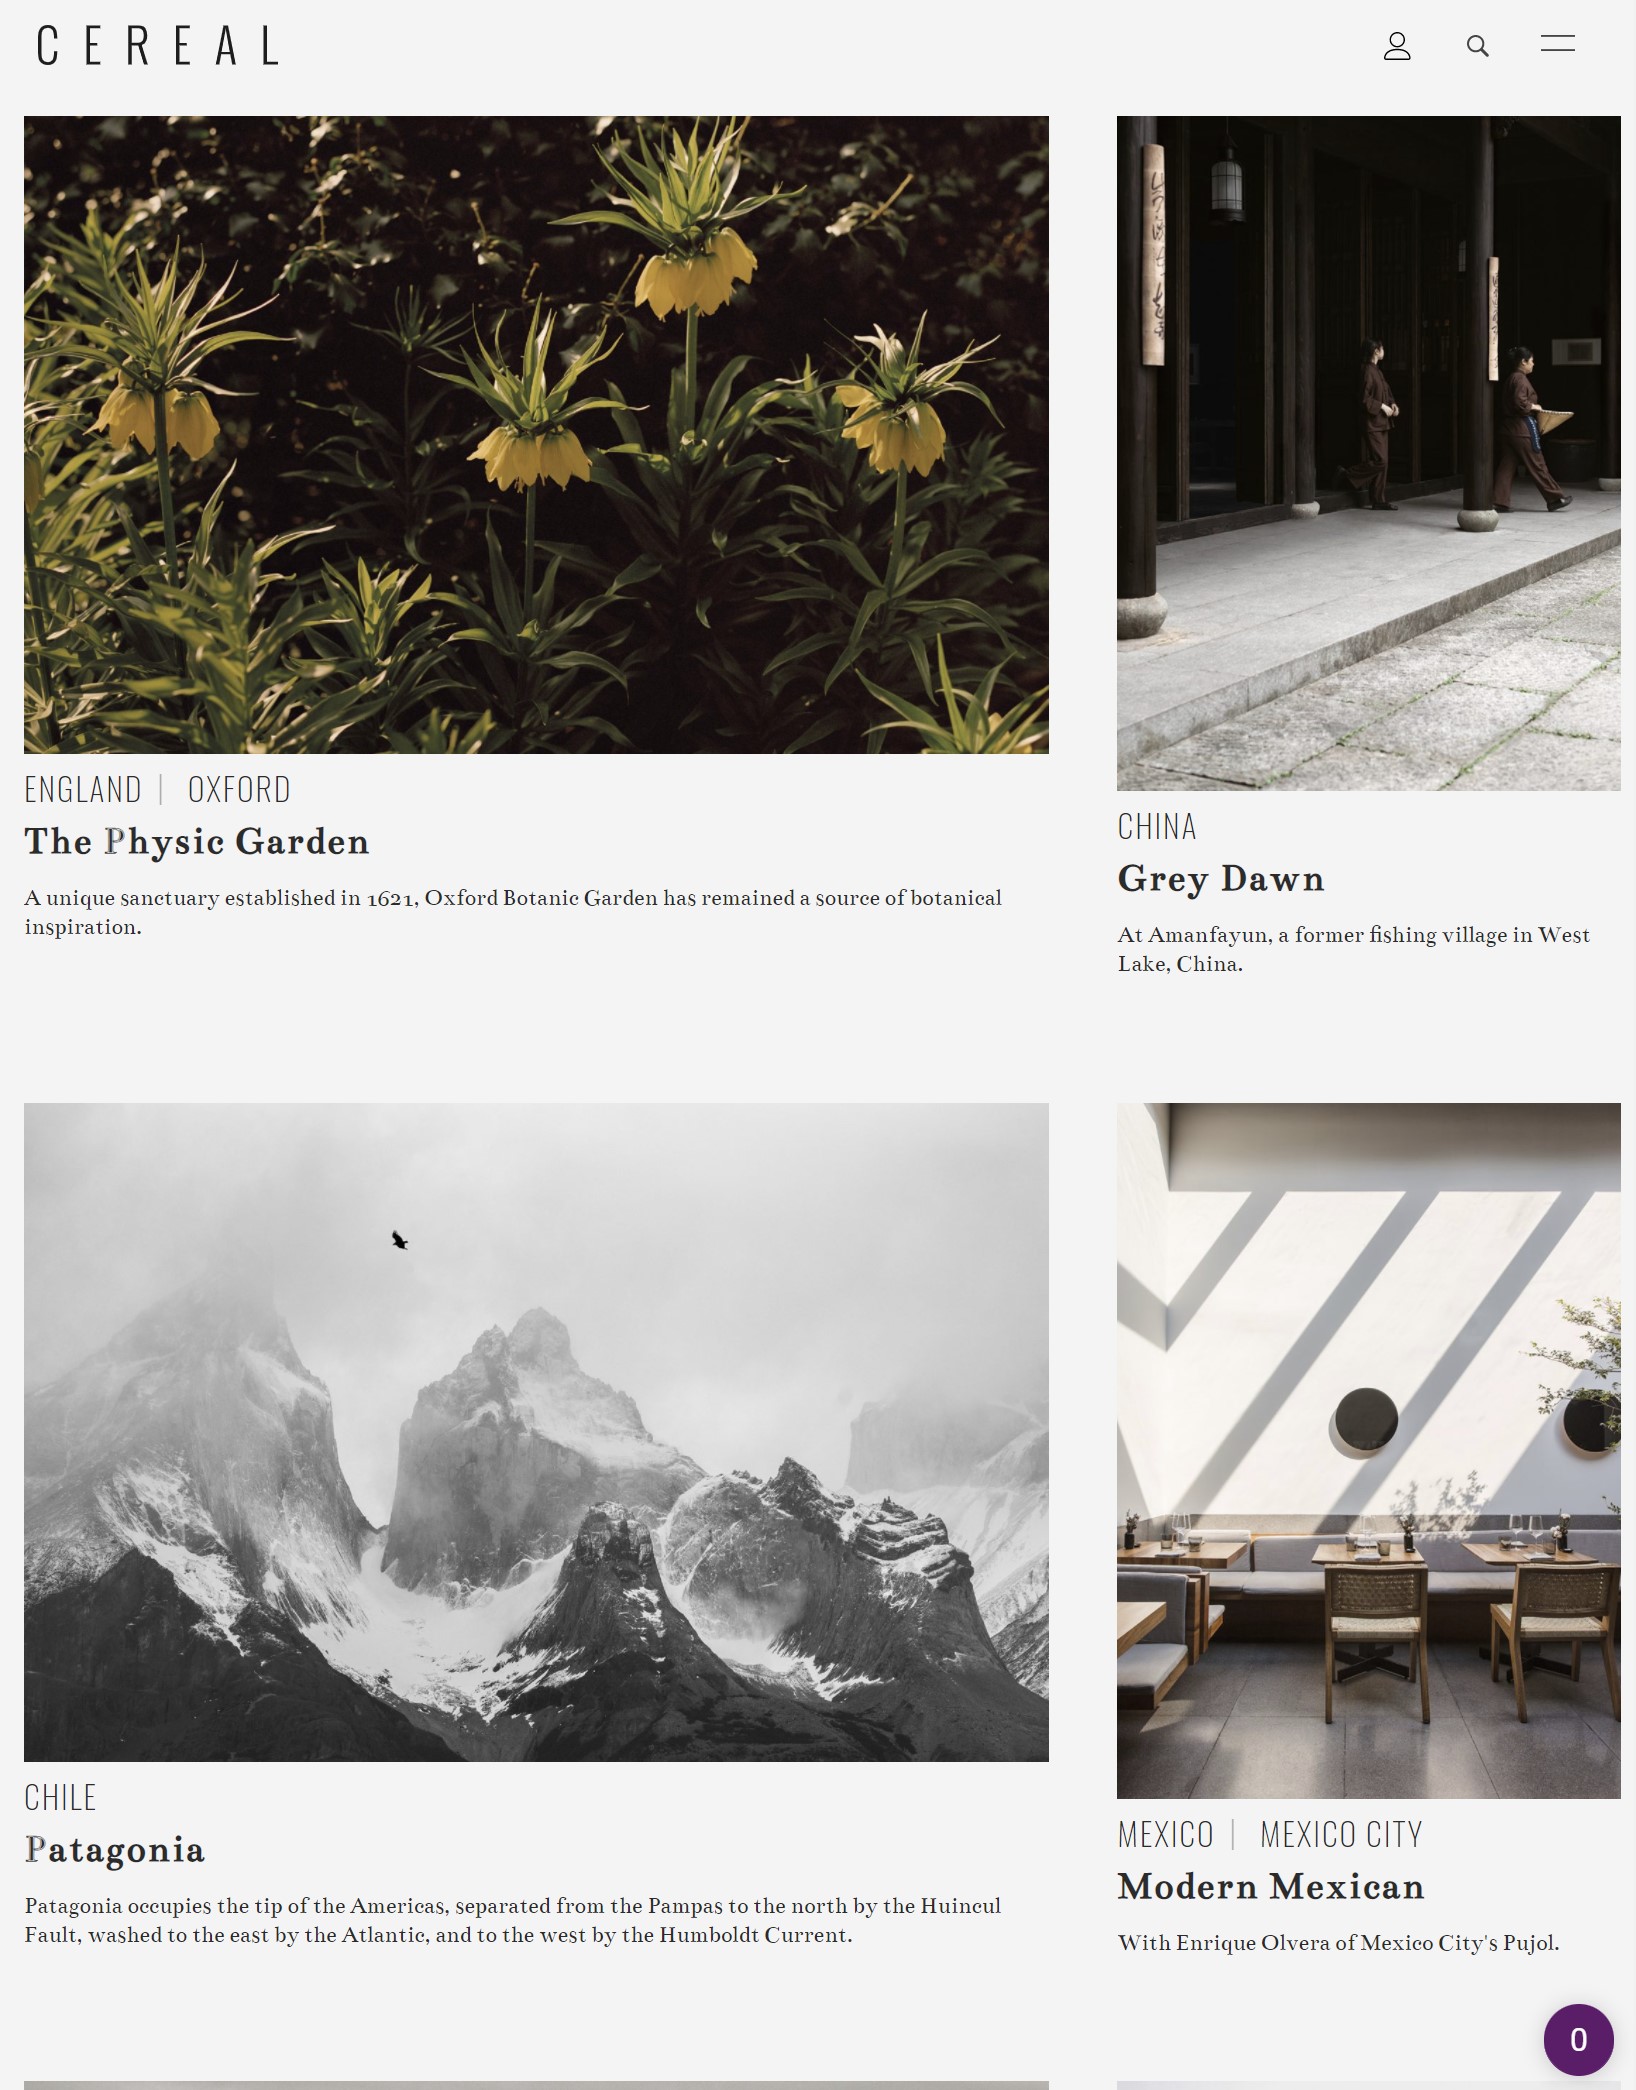 CEREAL
ENGLAND | OXFORD
The Physic Garden
A unique sanctuary established in 1621, Oxford Botanic Garden has remained a source of botanical
inspiration.
CHINA
Grey Dawn
At Amanfayun, a former fishing village in West
Lake, China.
CHILE
Patagonia
Patagonia occupies the tip of the Americas, separated from the Pampas to the north by the Huincul
Fault, washed to the east by the Atlantic, and to the west by the Humboldt Current.
MEXICO | MEXICO CITY
Modern Mexican
With Enrique Olvera of Mexico City's Pujol.
0